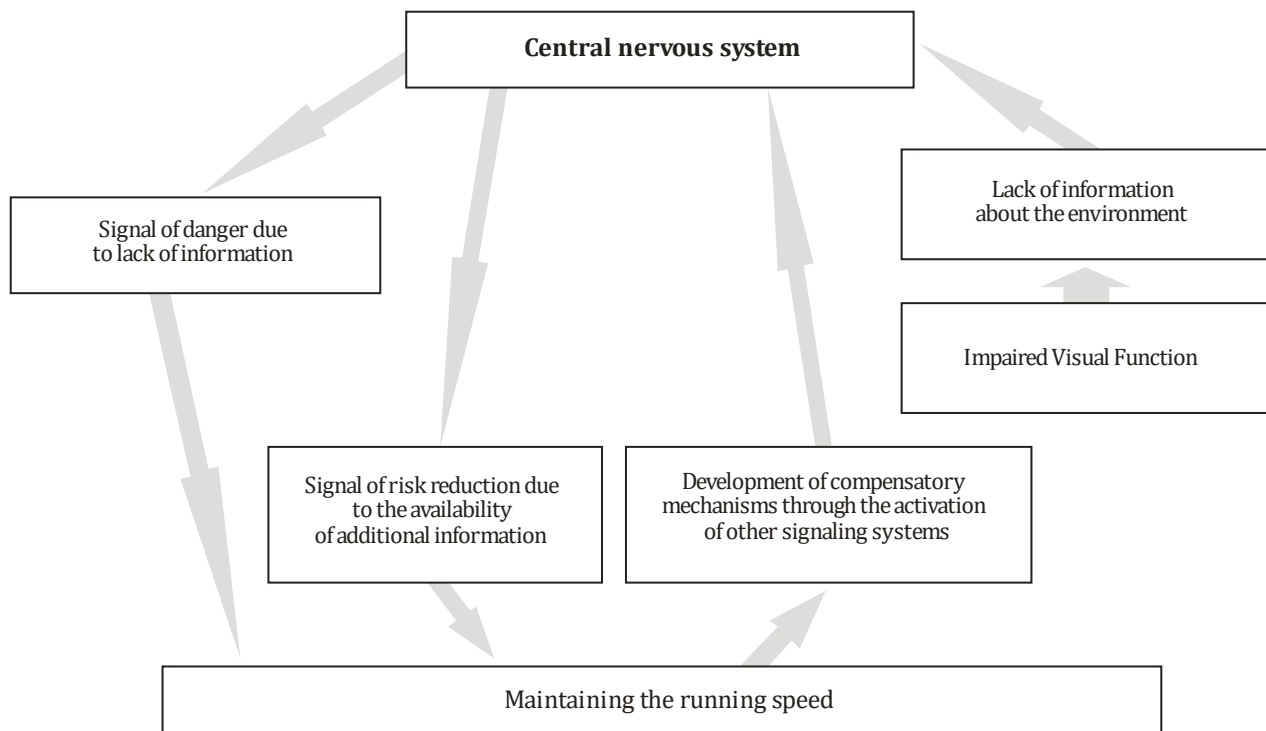 Central nervous system
Lack of information
about the environment
Signal of danger due
to lack of information
Impaired Visual Function
Signal of risk reduction due
to the availability
of additional information
Development of compensatory
mechanisms through the activation
of other signaling systems
Maintaining the running speed